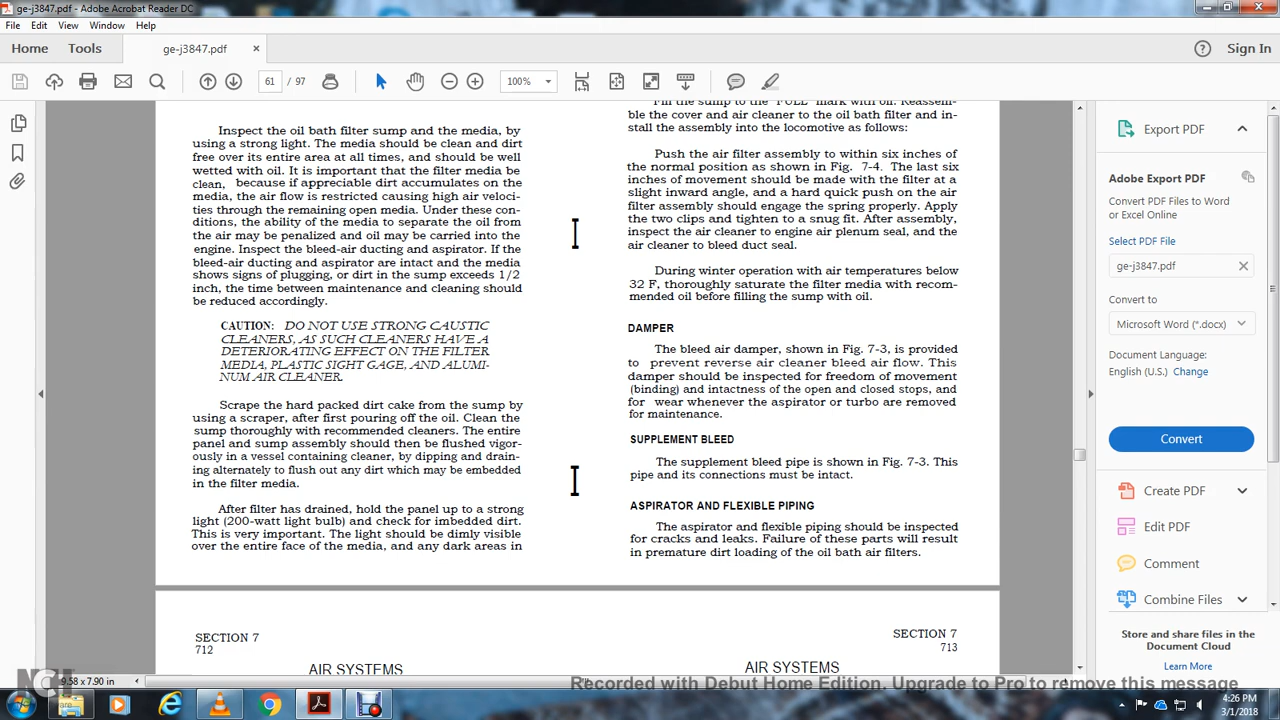 ge-j3847.pdf - Adobe Acrobat Reader DC
File Edit View Window Help
Home Tools ge-j3847.pdf × Sign In
61 / 97 100%
Inspect the oil bath filter sump and the media, by
using a strong light. The media should be clean and dirt
free over its entire area at all times, and should be well
wetted with oil. It is important that the filter media be
clean, because if appreciable dirt accumulates on the
media, the air flow is restricted causing high air veloci-
ties through the remaining open media. Under these con-
ditions, the ability of the media to separate the oil from
the air may be penalized and oil may be carried into the
engine. Inspect the bleed-air ducting and aspirator. If the
bleed-air ducting and aspirator are intact and the media
shows signs of plugging, or dirt in the sump exceeds 1/2
inch, the time between maintenance and cleaning should
be reduced accordingly.
CAUTION: DO NOT USE STRONG CAUSTIC
CLEANERS, AS SUCH CLEANERS HAVE A
DETERIORATING EFFECT ON THE FILTER
MEDIA, PLASTIC SIGHT GAGE, AND ALUMI-
NUM AIR CLEANER.
Scrape the hard packed dirt cake from the sump by
using a scraper, after first pouring off the oil. Clean the
sump thoroughly with recommended cleaners. The entire
panel and sump assembly should then be flushed vigor-
ously in a vessel containing cleaner, by dipping and drain-
ing alternately to flush out any dirt which may be embedded
in the filter media.
After filter has drained, hold the panel up to a strong
light (200-watt light bulb) and check for imbedded dirt.
This is very important. The light should be dimly visible
over the entire face of the media, and any dark areas in
Fill the sump to the "FULL" mark with oil. Reassem-
ble the cover and air cleaner to the oil bath filter and in-
stall the assembly into the locomotive as follows:
Push the air filter assembly to within six inches of
the normal position as shown in Fig. 7-4. The last six
inches of movement should be made with the filter at a
slight inward angle, and a hard quick push on the air
filter assembly should engage the spring properly. Apply
the two clips and tighten to a snug fit. After assembly,
inspect the air cleaner to engine air plenum seal, and the
air cleaner to bleed duct seal.
During winter operation with air temperatures below
32 F, thoroughly saturate the filter media with recom-
mended oil before filling the sump with oil.
DAMPER
The bleed air damper, shown in Fig. 7-3, is provided
to prevent reverse air cleaner bleed air flow. This
damper should be inspected for freedom of movement
(binding) and intactness of the open and closed stops, and
for wear whenever the aspirator or turbo are removed
for maintenance.
SUPPLEMENT BLEED
The supplement bleed pipe is shown in Fig. 7-3. This
pipe and its connections must be intact.
ASPIRATOR AND FLEXIBLE PIPING
The aspirator and flexible piping should be inspected
for cracks and leaks. Failure of these parts will result
in premature dirt loading of the oil bath air filters.
SECTION 7
712
AIR SYSTEMS
SECTION 7
713
AIR SYSTEMS
9.58 x 7.90 in
Export PDF
Adobe Export PDF
Convert PDF Files to Word
or Excel Online
Select PDF File
ge-j3847.pdf
Convert to
Microsoft Word (*.docx)
Document Language:
English (U.S.) Change
Convert
Create PDF
Edit PDF
Comment
Combine Files
Store and share files in the
Document Cloud
Learn More
Recorded with Debut Home Edition. Upgrade to Pro to remove this message
4:26 PM
3/1/2018